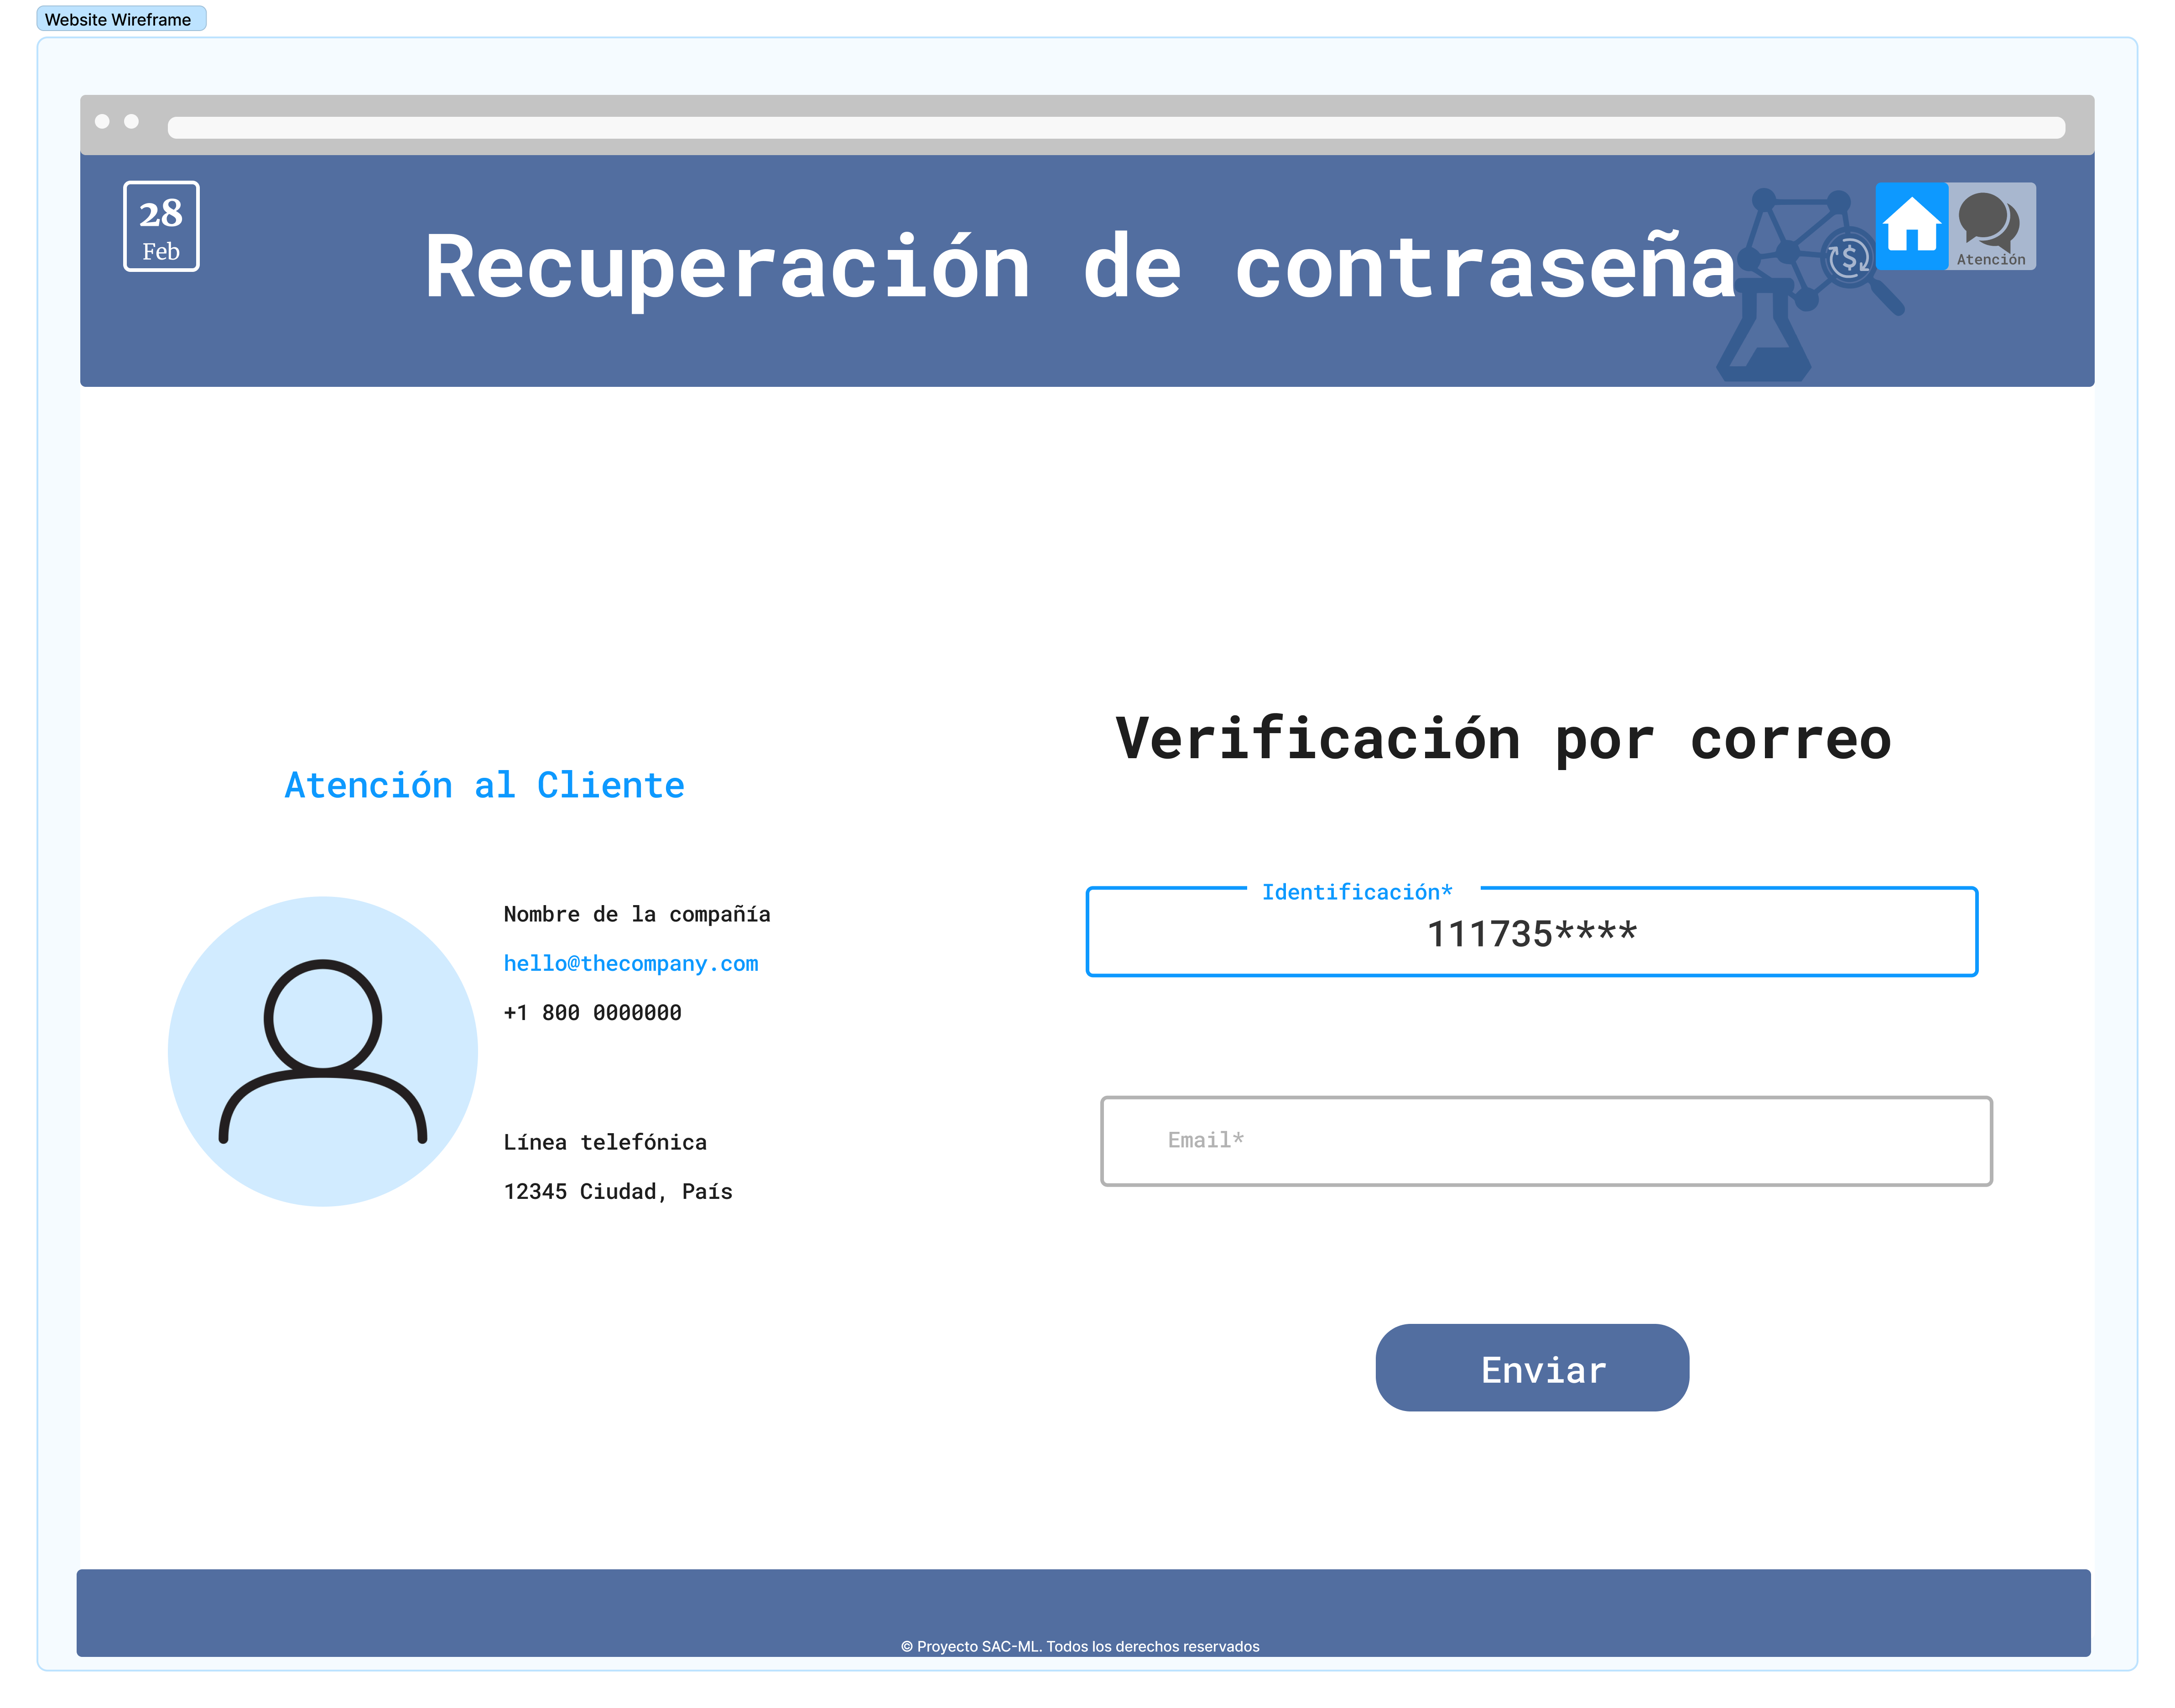 Website Wireframe
28
Feb
Recuperación de contraseña
$
Atención
Verificación por correo
Atención al Cliente
Nombre de la compañía
hello@thecompany.com
+1 800 0000000
Línea telefónica
12345 Ciudad, País
Identificación*
111735****
Email*
Enviar
© Proyecto SAC-ML. Todos los derechos reservados